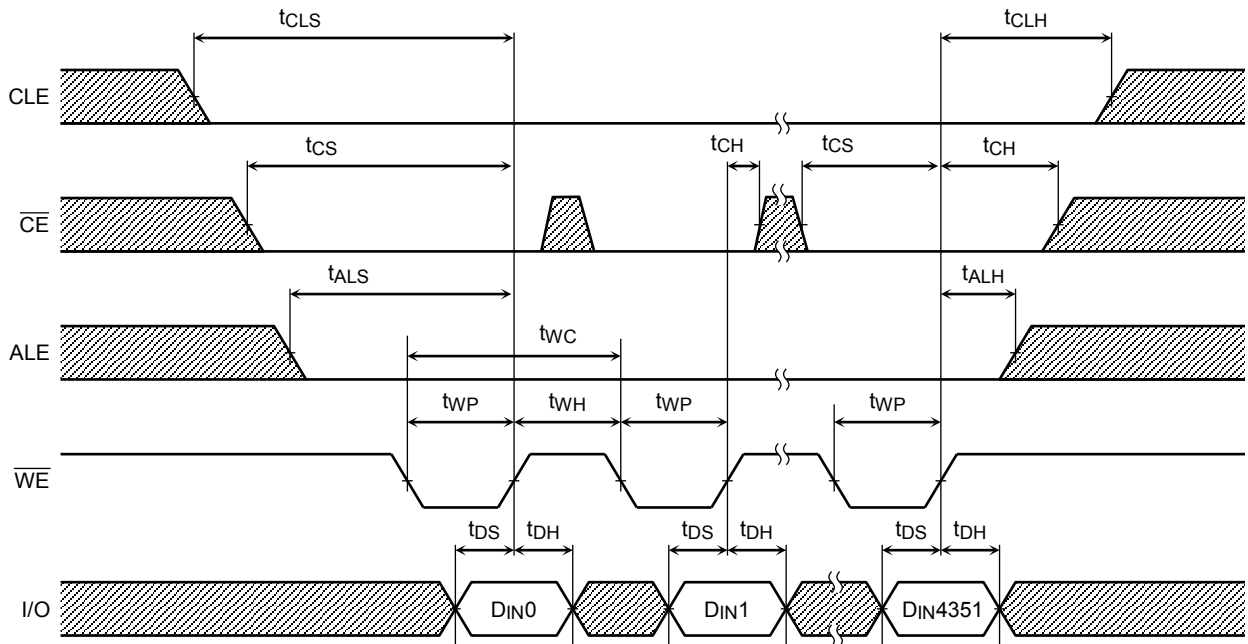 tCLS tCLH
CLE
tCS tCH tCS tCH
CE
tALS tALH
ALE
tWC
tWP tWH tWP tWP
WE
tDS tDH tDS tDH tDS tDH
I/O DIN0 DIN1 DIN4351